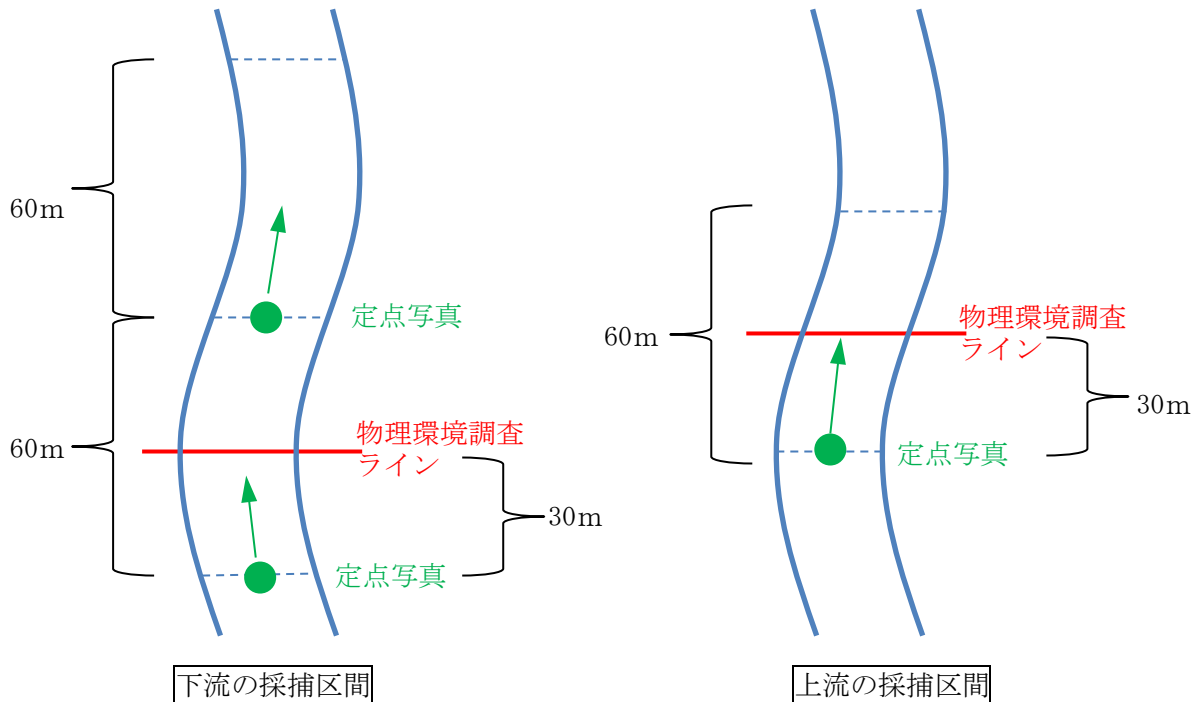 60m
定点写真
60m
物理環境調査
ライン
30m
定点写真
下流の採捕区間
60m
物理環境調査
ライン
30m
定点写真
上流の採捕区間